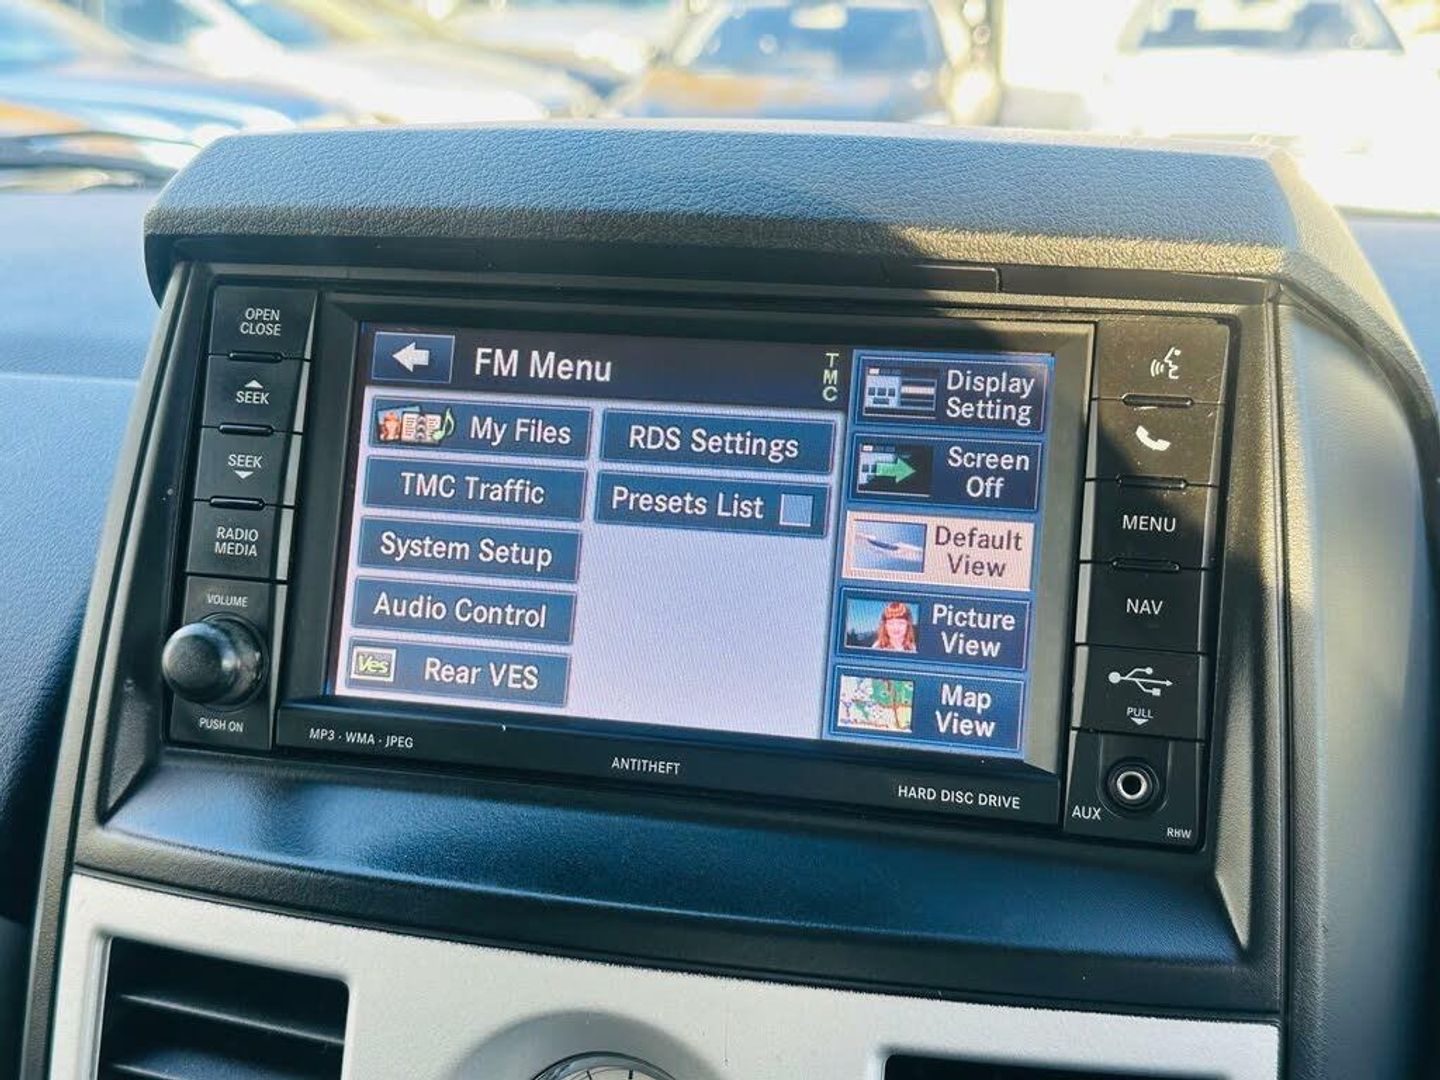 OPEN
CLOSE
SEEK
SEEK
RADIO
MEDIA
VOLUME
PUSH ON
FM Menu
TMC
My Files
RDS Settings
TMC Traffic
Presets List
System Setup
Audio Control
Ves
Rear VES
Display
Setting
Screen
Off
Default
View
Picture
View
Map
View
MENU
NAV
PULL
AUX
RHW
MP3 - WMA - JPEG
ANTITHEFT
HARD DISC DRIVE